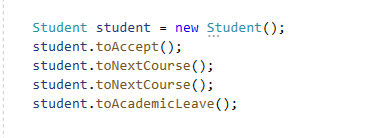 Student student = new Student();
student.toAccept();
student.toNextCourse();
student.toNextCourse();
student.toAcademicLeave();